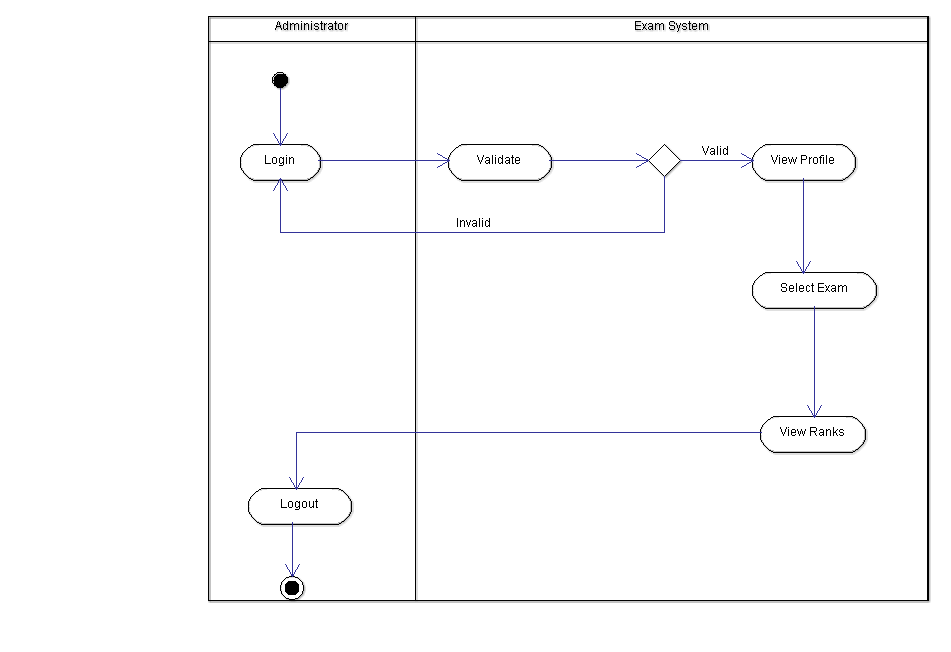 Administrator
Exam System
Login
Validate
Valid
View Profile
Invalid
Select Exam
View Ranks
Logout